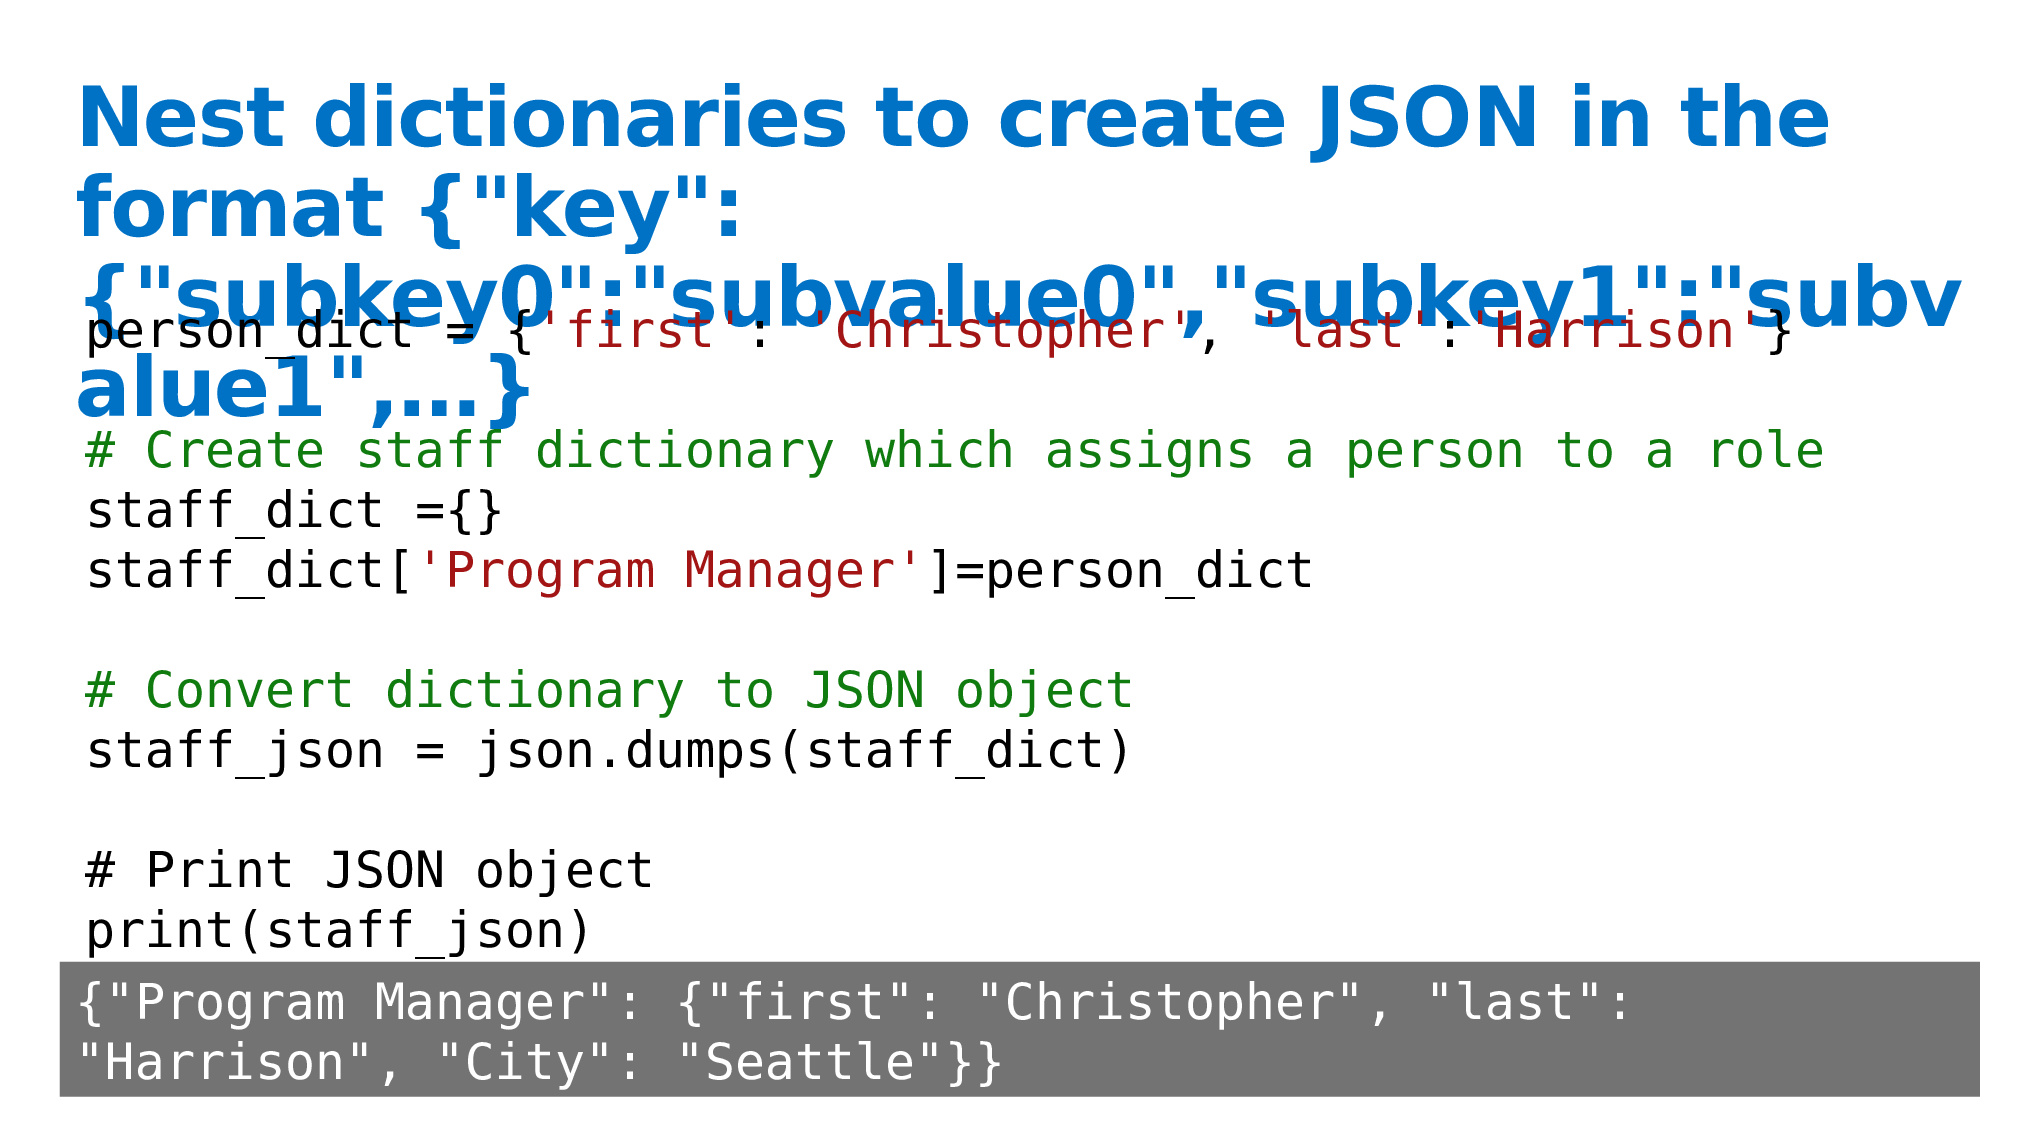 Nest dictionaries to create JSON in the
format {"key":
{"subkey0":"subvalue0","subkey1":"subv
alue1",…}
person_dict = {'first': 'Christopher', 'last':'Harrison'}
# Create staff dictionary which assigns a person to a role
staff_dict ={}
staff_dict['Program Manager']=person_dict
# Convert dictionary to JSON object
staff_json = json.dumps(staff_dict)
# Print JSON object
print(staff_json)
{"Program Manager": {"first": "Christopher", "last":
"Harrison", "City": "Seattle"}}